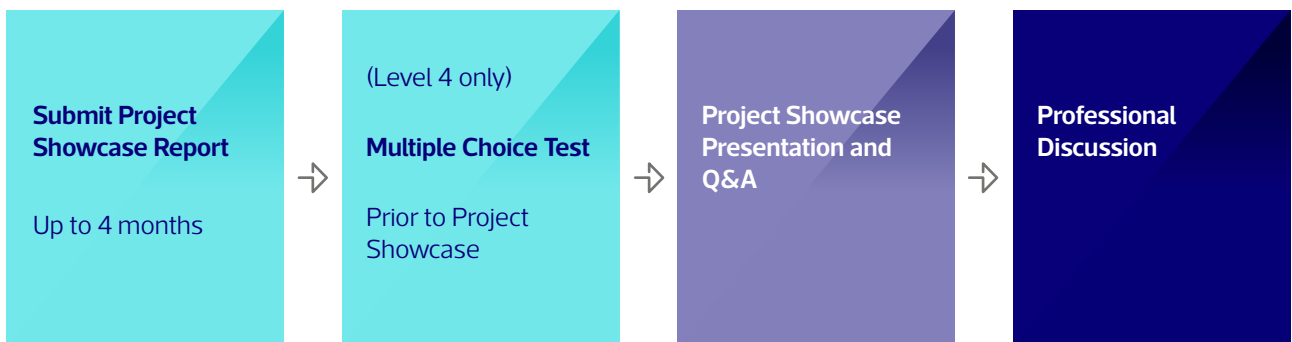 Submit Project
Showcase Report
Up to 4 months
(Level 4 only)
Multiple Choice Test
Prior to Project
Showcase
Project Showcase
Presentation and
Q&A
Professional
Discussion